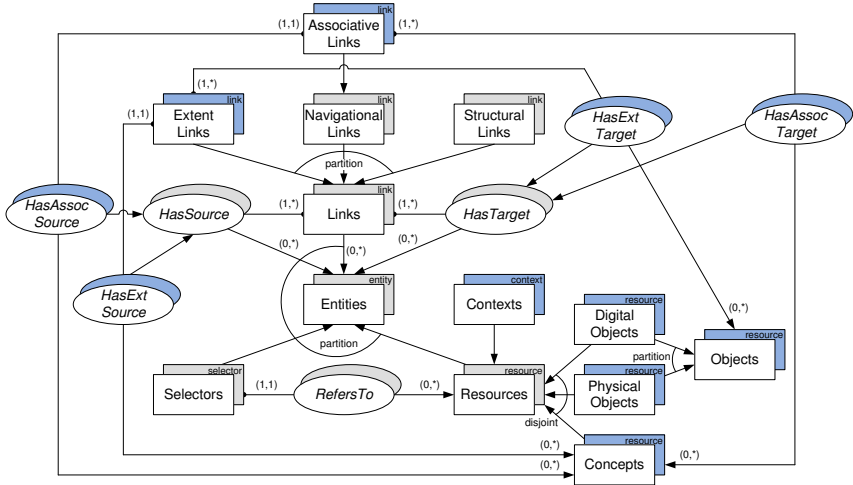 link
(1,1)
Associative
Links
(1,*)
(1,*)
link
(1,1)
Extent
Links
link
Navigational
Links
link
Structural
Links
HasExt
Target
HasAssoc
Target
partition
link
HasAssoc
Source
HasSource
(1,*)
Links
(1,*)
HasTarget
(0,*)
(0,*)
(0,*)
HasExt
Source
entity
Entities
context
Contexts
resource
Digital
Objects
(0,*)
resource
Objects
partition
partition
selector
Selectors
(1,1)
RefersTo
(0,*)
resource
Resources
resource
Physical
Objects
disjoint
resource
Concepts
(0,*)
(0,*)
(0,*)